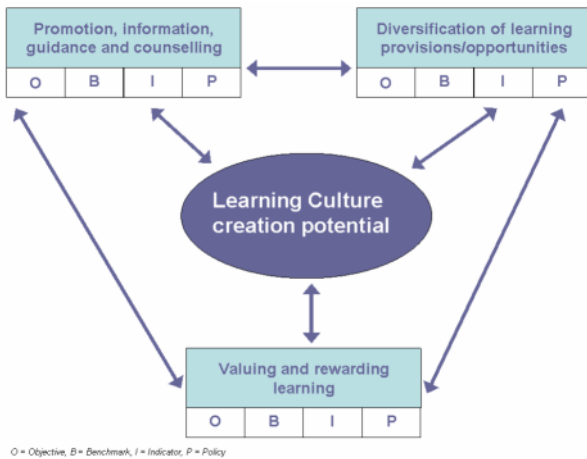 Promotion, information,
guidance and counselling
O B I P
Diversification of learning
provisions/opportunities
O B I P
Learning Culture
creation potential
Valuing and rewarding
learning
O B I P
O = Objective, B = Benchmark, I = Indicator, P = Policy